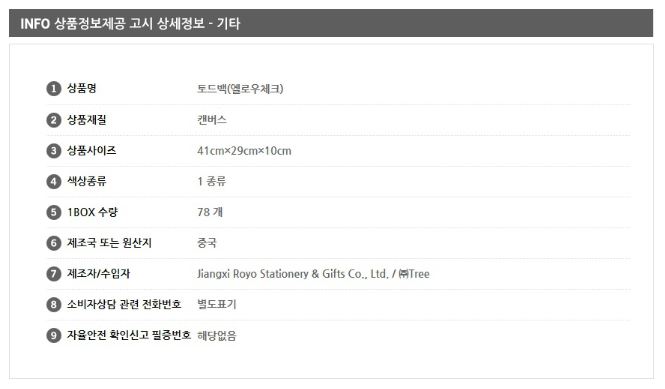 INFO 상품정보제공 고시 상세정보 - 기타
1 상품명 토드백(옐로우체크)
2 상품재질 캔버스
3 상품사이즈 41cm×29cm×10cm
4 색상종류 1 종류
5 1BOX 수량 78 개
6 제조국 또는 원산지 중국
7 제조자/수입자 Jiangxi Royo Stationery & Gifts Co., Ltd. / ㈜Tree
8 소비자상담 관련 전화번호 별도표기
9 자율안전 확인신고 필증번호 해당없음